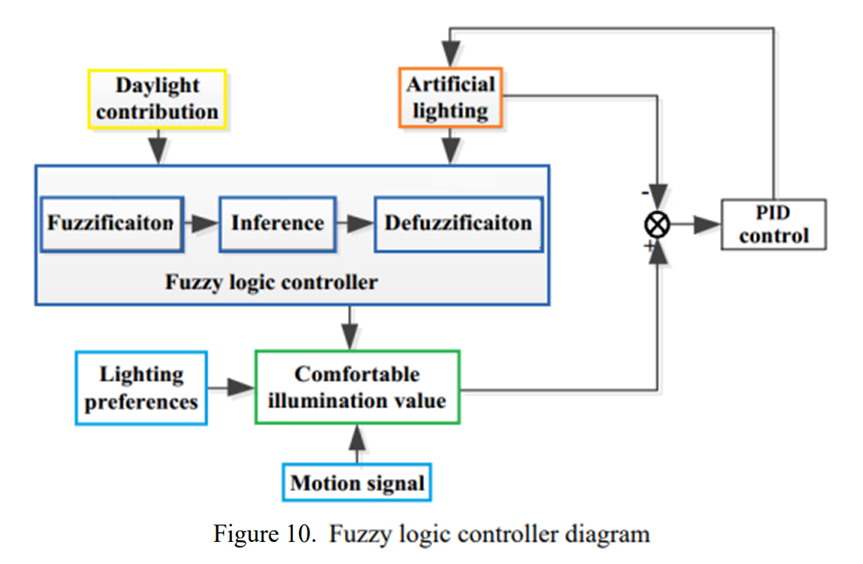 Daylight
contribution
Artificial
lighting
-
Fuzzificaiton
Inference
Defuzzificaiton
+
PID
control
Fuzzy logic controller
Lighting
preferences
Comfortable
illumination value
Motion signal
Figure 10. Fuzzy logic controller diagram